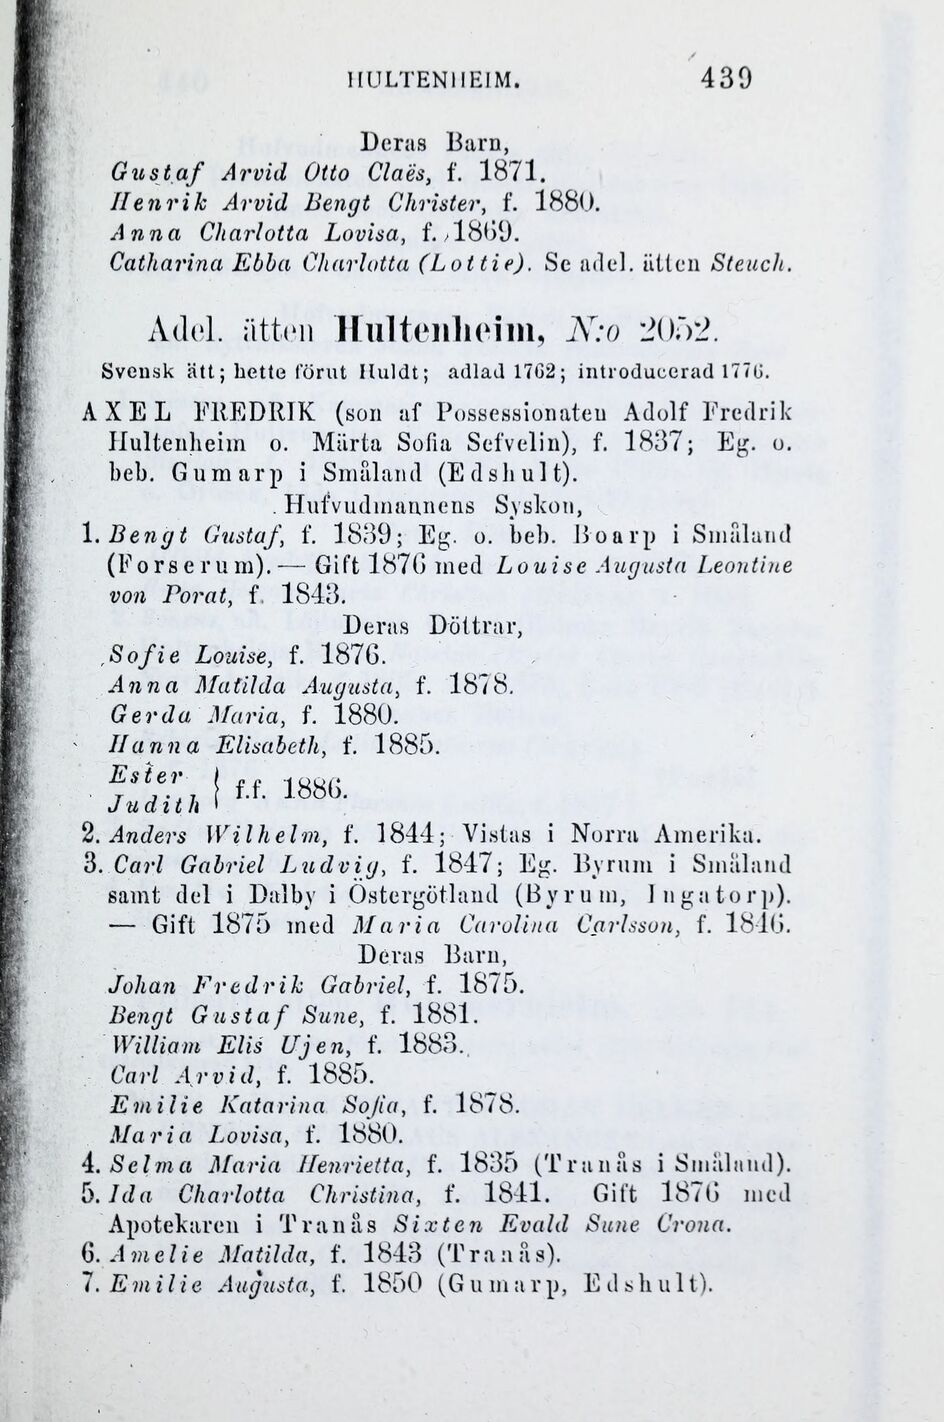 HULTENHEIM. 439
Deras Barn,
Gustaf Arvid Otto Claës, f. 1871.
Henrik Arvid Bengt Christer, f. 1880.
Anna Charlotta Lovisa, f. 1869.
Catharina Ebba Charlotta (Lottie). Se adel. ätten Steuch.
Adel. ätten Hultenheim, N:o 2052.
Svensk ätt; hette förut Huldt; adlad 1762; introducerad 1776.
AXEL FREDRIK (son af Possessionaten Adolf Fredrik
Hultenheim o. Märta Sofia Sefvelin), f. 1837; Eg. o.
beb. Gumarp i Småland (Edshult).
Hufvudmannens Syskon,
1. Bengt Gustaf, f. 1839; Eg. o. beb. Boarp i Småland
(Forserum). — Gift 1876 med Louise Augusta Leontine
von Porat, f. 1843.
Deras Döttrar,
Sofie Louise, f. 1876.
Anna Matilda Augusta, f. 1878.
Gerda Maria, f. 1880.
Hanna Elisabeth, f. 1885.
Ester
Judith } f.f. 1886.
2. Anders Wilhelm, f. 1844; Vistas i Norra Amerika.
3. Carl Gabriel Ludvig, f. 1847; Eg. Byrum i Småland
samt del i Dalby i Östergötland (Byrum, Ingatorp).
— Gift 1875 med Maria Carolina Carlsson, f. 1846.
Deras Barn,
Johan Fredrik Gabriel, f. 1875.
Bengt Gustaf Sune, f. 1881.
William Elis Ujen, f. 1883.
Carl Arvid, f. 1885.
Emilie Katarina Sofia, f. 1878.
Maria Lovisa, f. 1880.
4. Selma Maria Henrietta, f. 1835 (Tranås i Småland).
5. Ida Charlotta Christina, f. 1841. Gift 1876 med
Apotekaren i Tranås Sixten Evald Sune Crona.
6. Amelie Matilda, f. 1843 (Tranås).
7. Emilie Augusta, f. 1850 (Gumarp, Edshult).